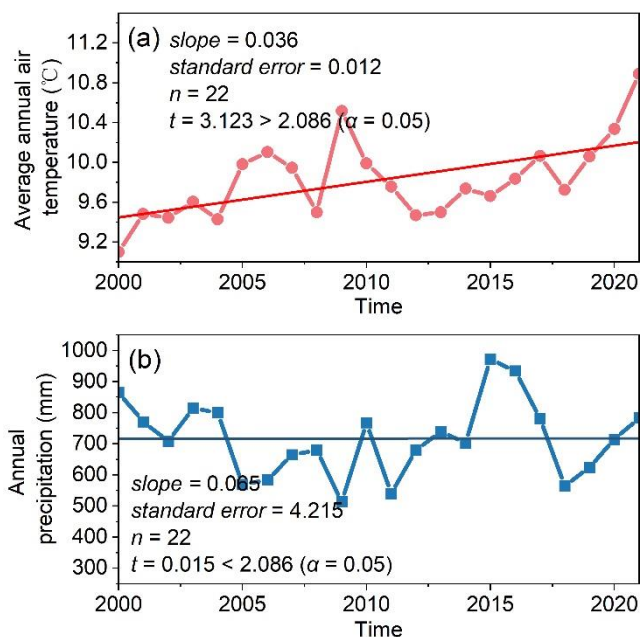 (a)
slope = 0.036
standard error = 0.012
n = 22
t = 3.123 > 2.086 (α = 0.05)
Average annual air
temperature (℃)
11.2
10.8
10.4
10.0
9.6
9.2
2000 2005 2010 2015 2020
Time
(b)
Annual
precipitation (mm)
1000
900
800
700
600
500
400
300
slope = 0.065
standard error = 4.215
n = 22
t = 0.015 < 2.086 (α = 0.05)
2000 2005 2010 2015 2020
Time